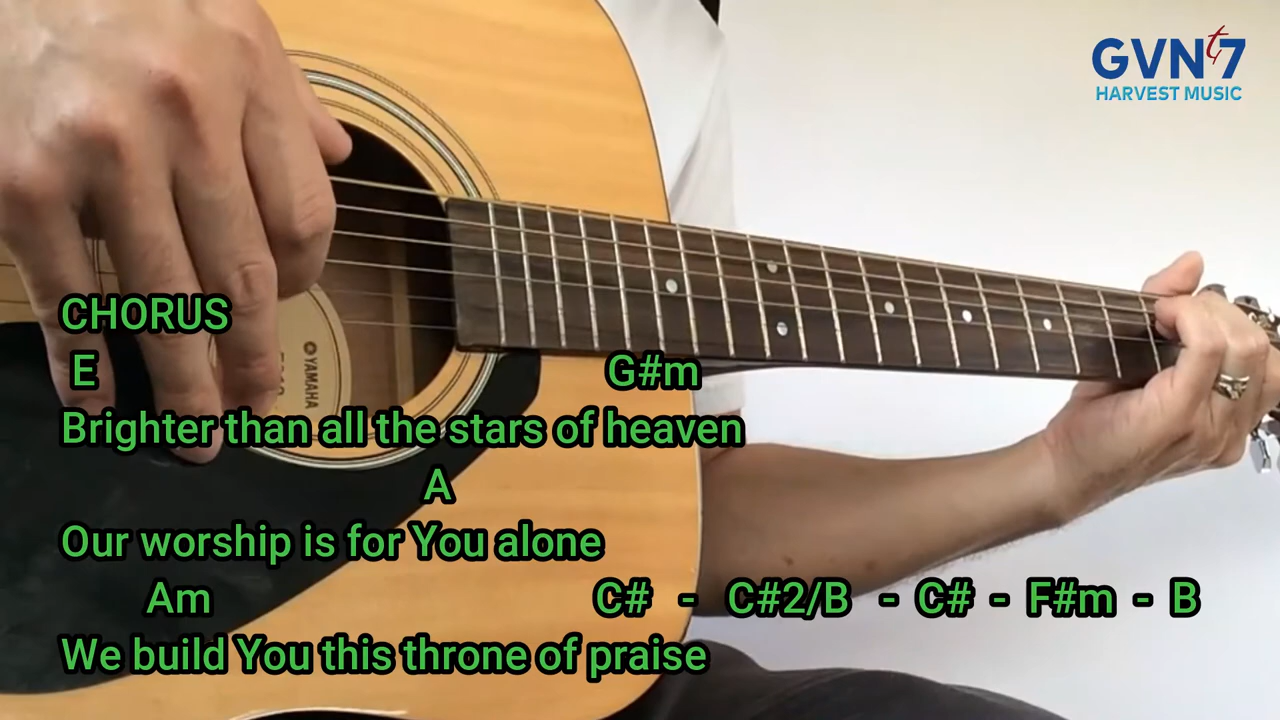 GVNt7
HARVEST MUSIC
YAMAHA
CHORUS
E G#m
Brighter than all the stars of heaven
A
Our worship is for You alone
Am C# - C#2/B - C# - F#m - B
We build You this throne of praise